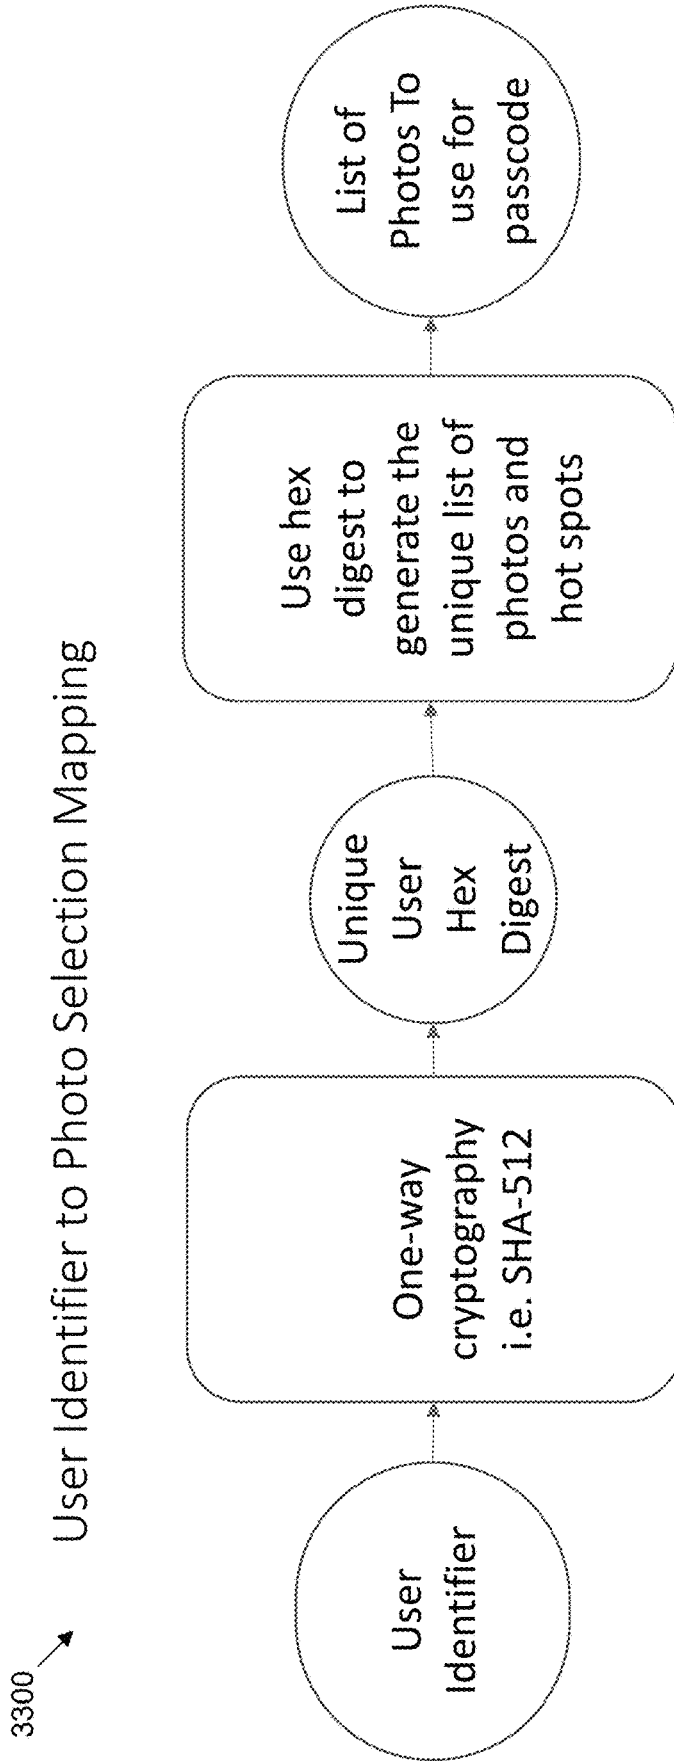 3300
User Identifier to Photo Selection Mapping
User
Identifier
One-way
cryptography
i.e. SHA-512
Unique
User
Hex
Digest
Use hex
digest to
generate the
unique list of
photos and
hot spots
List of
Photos To
use for
passcode